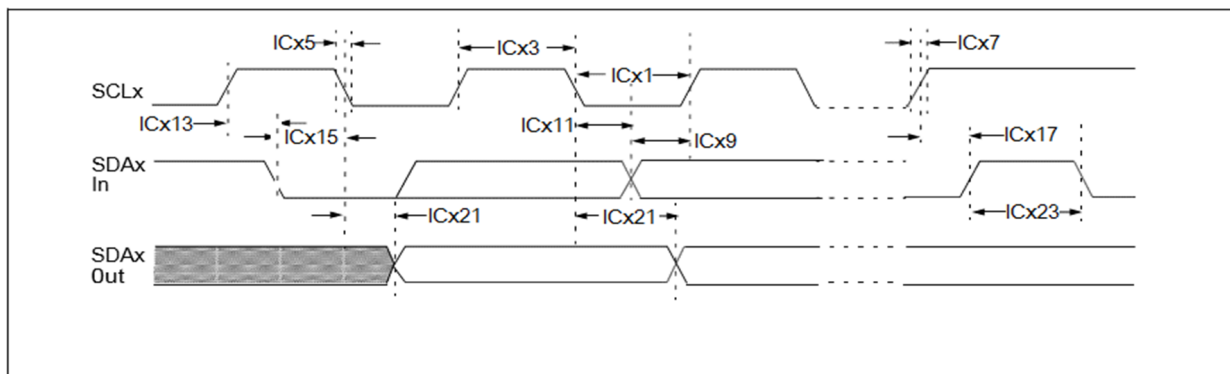 ICx5
ICx3
ICx7
SCLx
ICx1
ICx13
ICx15
ICx11
ICx9
ICx17
SDAx
In
ICx21
ICx21
ICx23
SDAx
Out